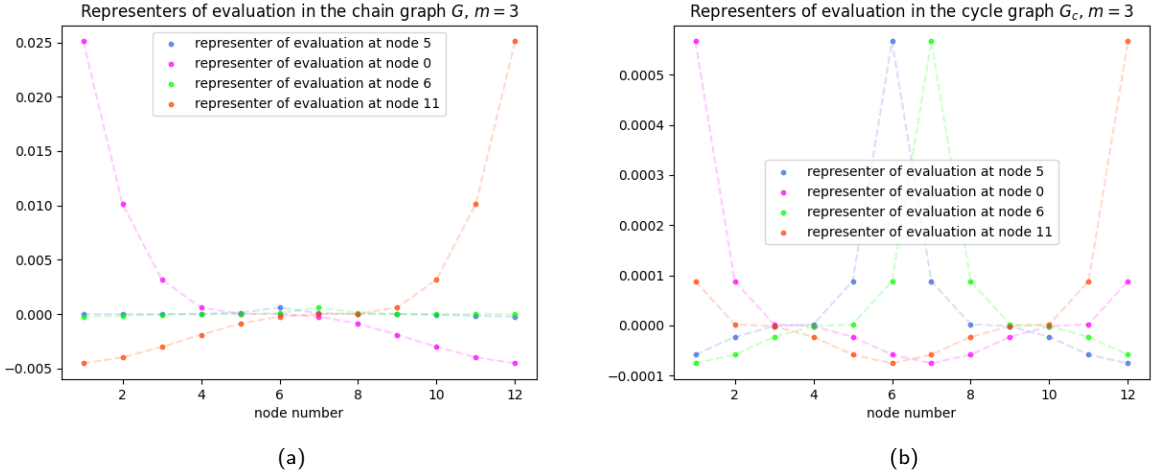 Representers of evaluation in the chain graph G, m = 3
0.025
0.020
0.015
0.010
0.005
0.000
−0.005
representer of evaluation at node 5
representer of evaluation at node 0
representer of evaluation at node 6
representer of evaluation at node 11
2 4 6 8 10 12
node number
(a)
Representers of evaluation in the cycle graph G_c, m = 3
0.0005
0.0004
0.0003
0.0002
0.0001
0.0000
−0.0001
representer of evaluation at node 5
representer of evaluation at node 0
representer of evaluation at node 6
representer of evaluation at node 11
2 4 6 8 10 12
node number
(b)